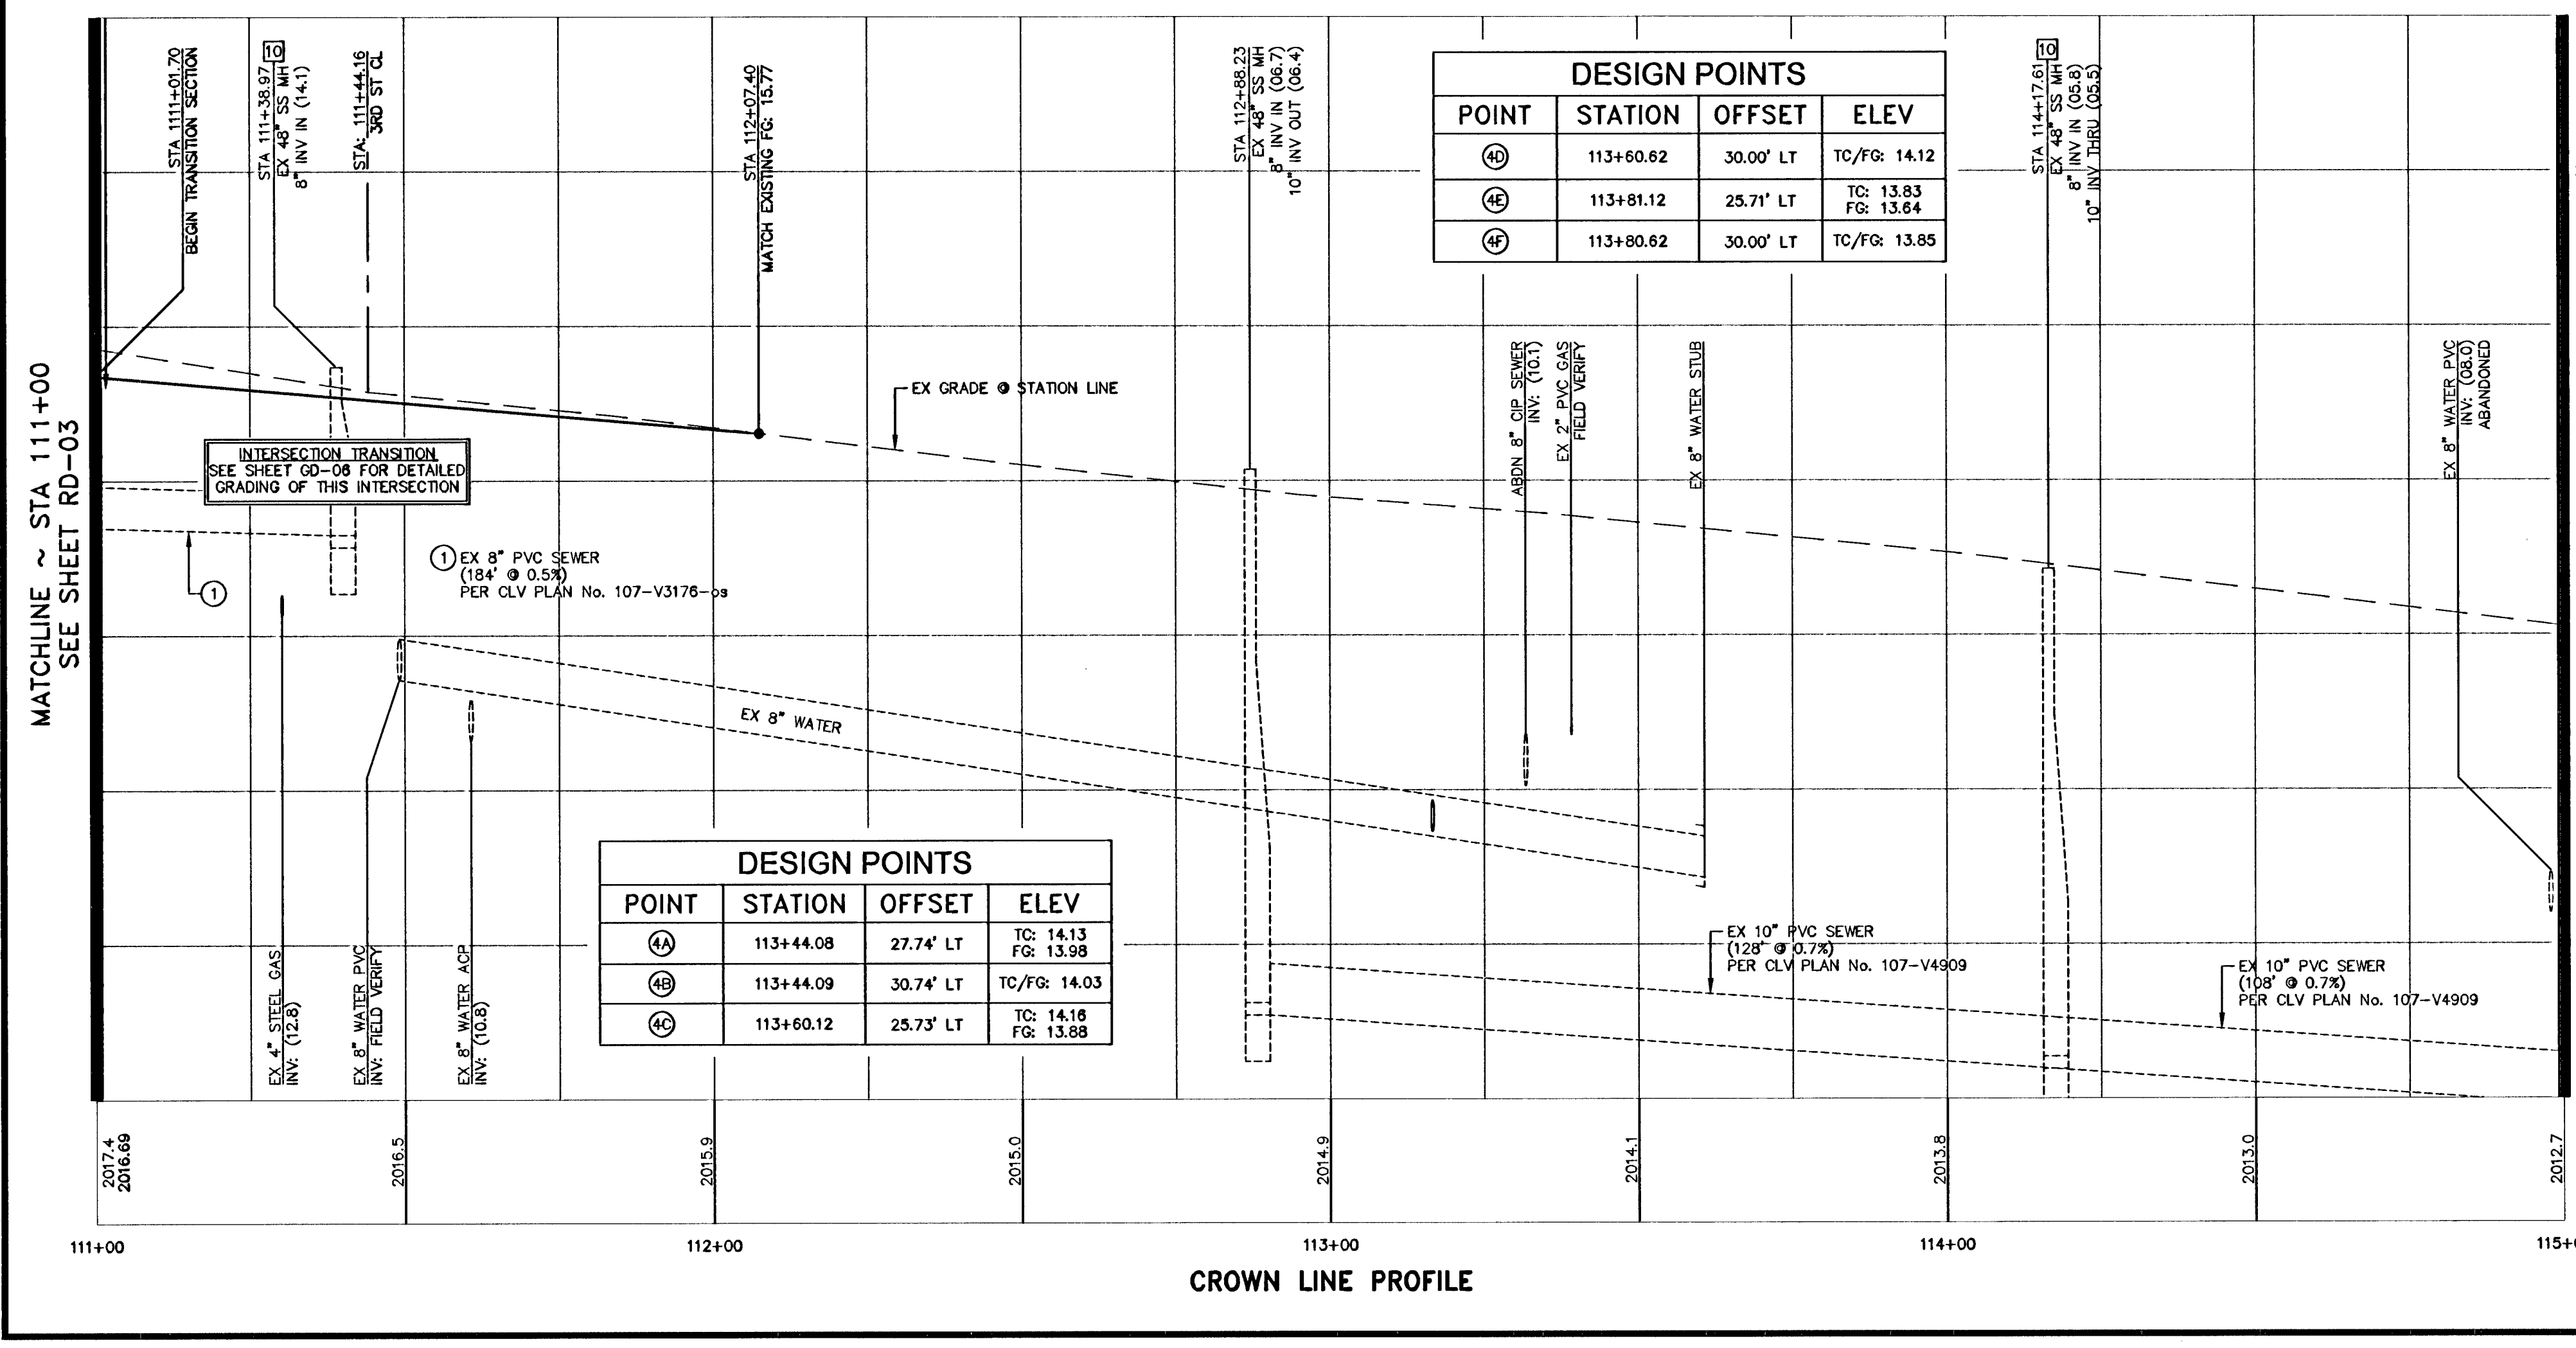 MATCHLINE ~ STA 111+00
SEE SHEET RD-03
STA 1111+01.70
BEGIN TRANSITION SECTION
10
STA 111+38.97
EX 48" SS MH
8" INV IN (14.1)
STA: 111+44.16
3RD ST CL
STA 112+07.40
MATCH EXISTING FG: 15.77
STA 112+88.23
EX 48" SS MH
8" INV IN (06.7)
10" INV OUT (06.4)
DESIGN POINTS
POINT STATION OFFSET ELEV
4D 113+60.62 30.00' LT TC/FG: 14.12
4E 113+81.12 25.71' LT TC: 13.83
FG: 13.64
4F 113+80.62 30.00' LT TC/FG: 13.85
10
STA 114+17.61
EX 48" SS MH
8" INV IN (05.8)
10" INV THRU (05.5)
EX GRADE @ STATION LINE
ABDN 8" CIP SEWER
INV: (10.1)
EX 2" PVC GAS
FIELD VERIFY
EX 8" WATER STUB
EX 8" WATER PVC
INV: (08.0)
ABANDONED
INTERSECTION TRANSITION
SEE SHEET GD-06 FOR DETAILED
GRADING OF THIS INTERSECTION
1
1 EX 8" PVC SEWER
(184' @ 0.5%)
PER CLV PLAN No. 107-V3176-os
EX 8" WATER
EX 4" STEEL GAS
INV: (12.8)
EX 8" WATER PVC
INV: FIELD VERIFY
EX 8" WATER ACP
INV: (10.8)
DESIGN POINTS
POINT STATION OFFSET ELEV
4A 113+44.08 27.74' LT TC: 14.13
FG: 13.98
4B 113+44.09 30.74' LT TC/FG: 14.03
4C 113+60.12 25.73' LT TC: 14.16
FG: 13.88
EX 10" PVC SEWER
(128' @ 0.7%)
PER CLV PLAN No. 107-V4909
EX 10" PVC SEWER
(108' @ 0.7%)
PER CLV PLAN No. 107-V4909
2017.4
2016.69
2016.5
2015.9
2015.0
2014.9
2014.1
2013.8
2013.0
2012.7
111+00 112+00 113+00 114+00 115+0
CROWN LINE PROFILE